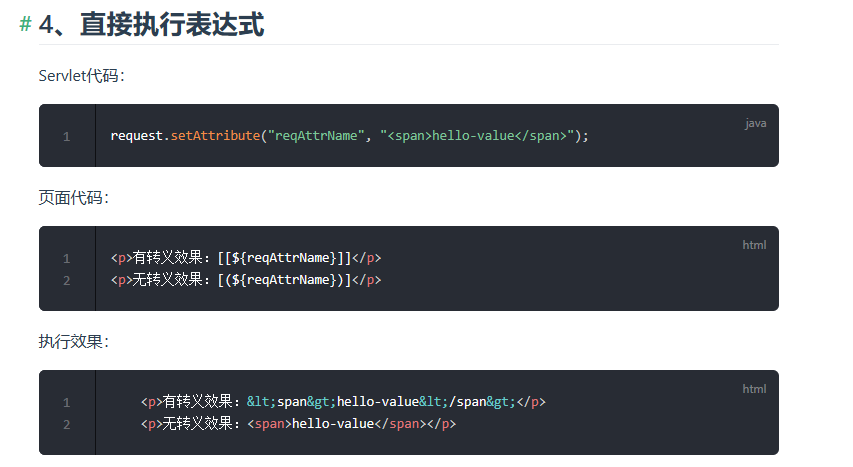 # 4、直接执行表达式
Servlet代码：
java
1 request.setAttribute("reqAttrName", "<span>hello-value</span>");
页面代码：
html
1 <p>有转义效果：[[${reqAttrName}]]</p>
2 <p>无转义效果：[(${reqAttrName})]</p>
执行效果：
html
1 <p>有转义效果：&lt;span&gt;hello-value&lt;/span&gt;</p>
2 <p>无转义效果：<span>hello-value</span></p>